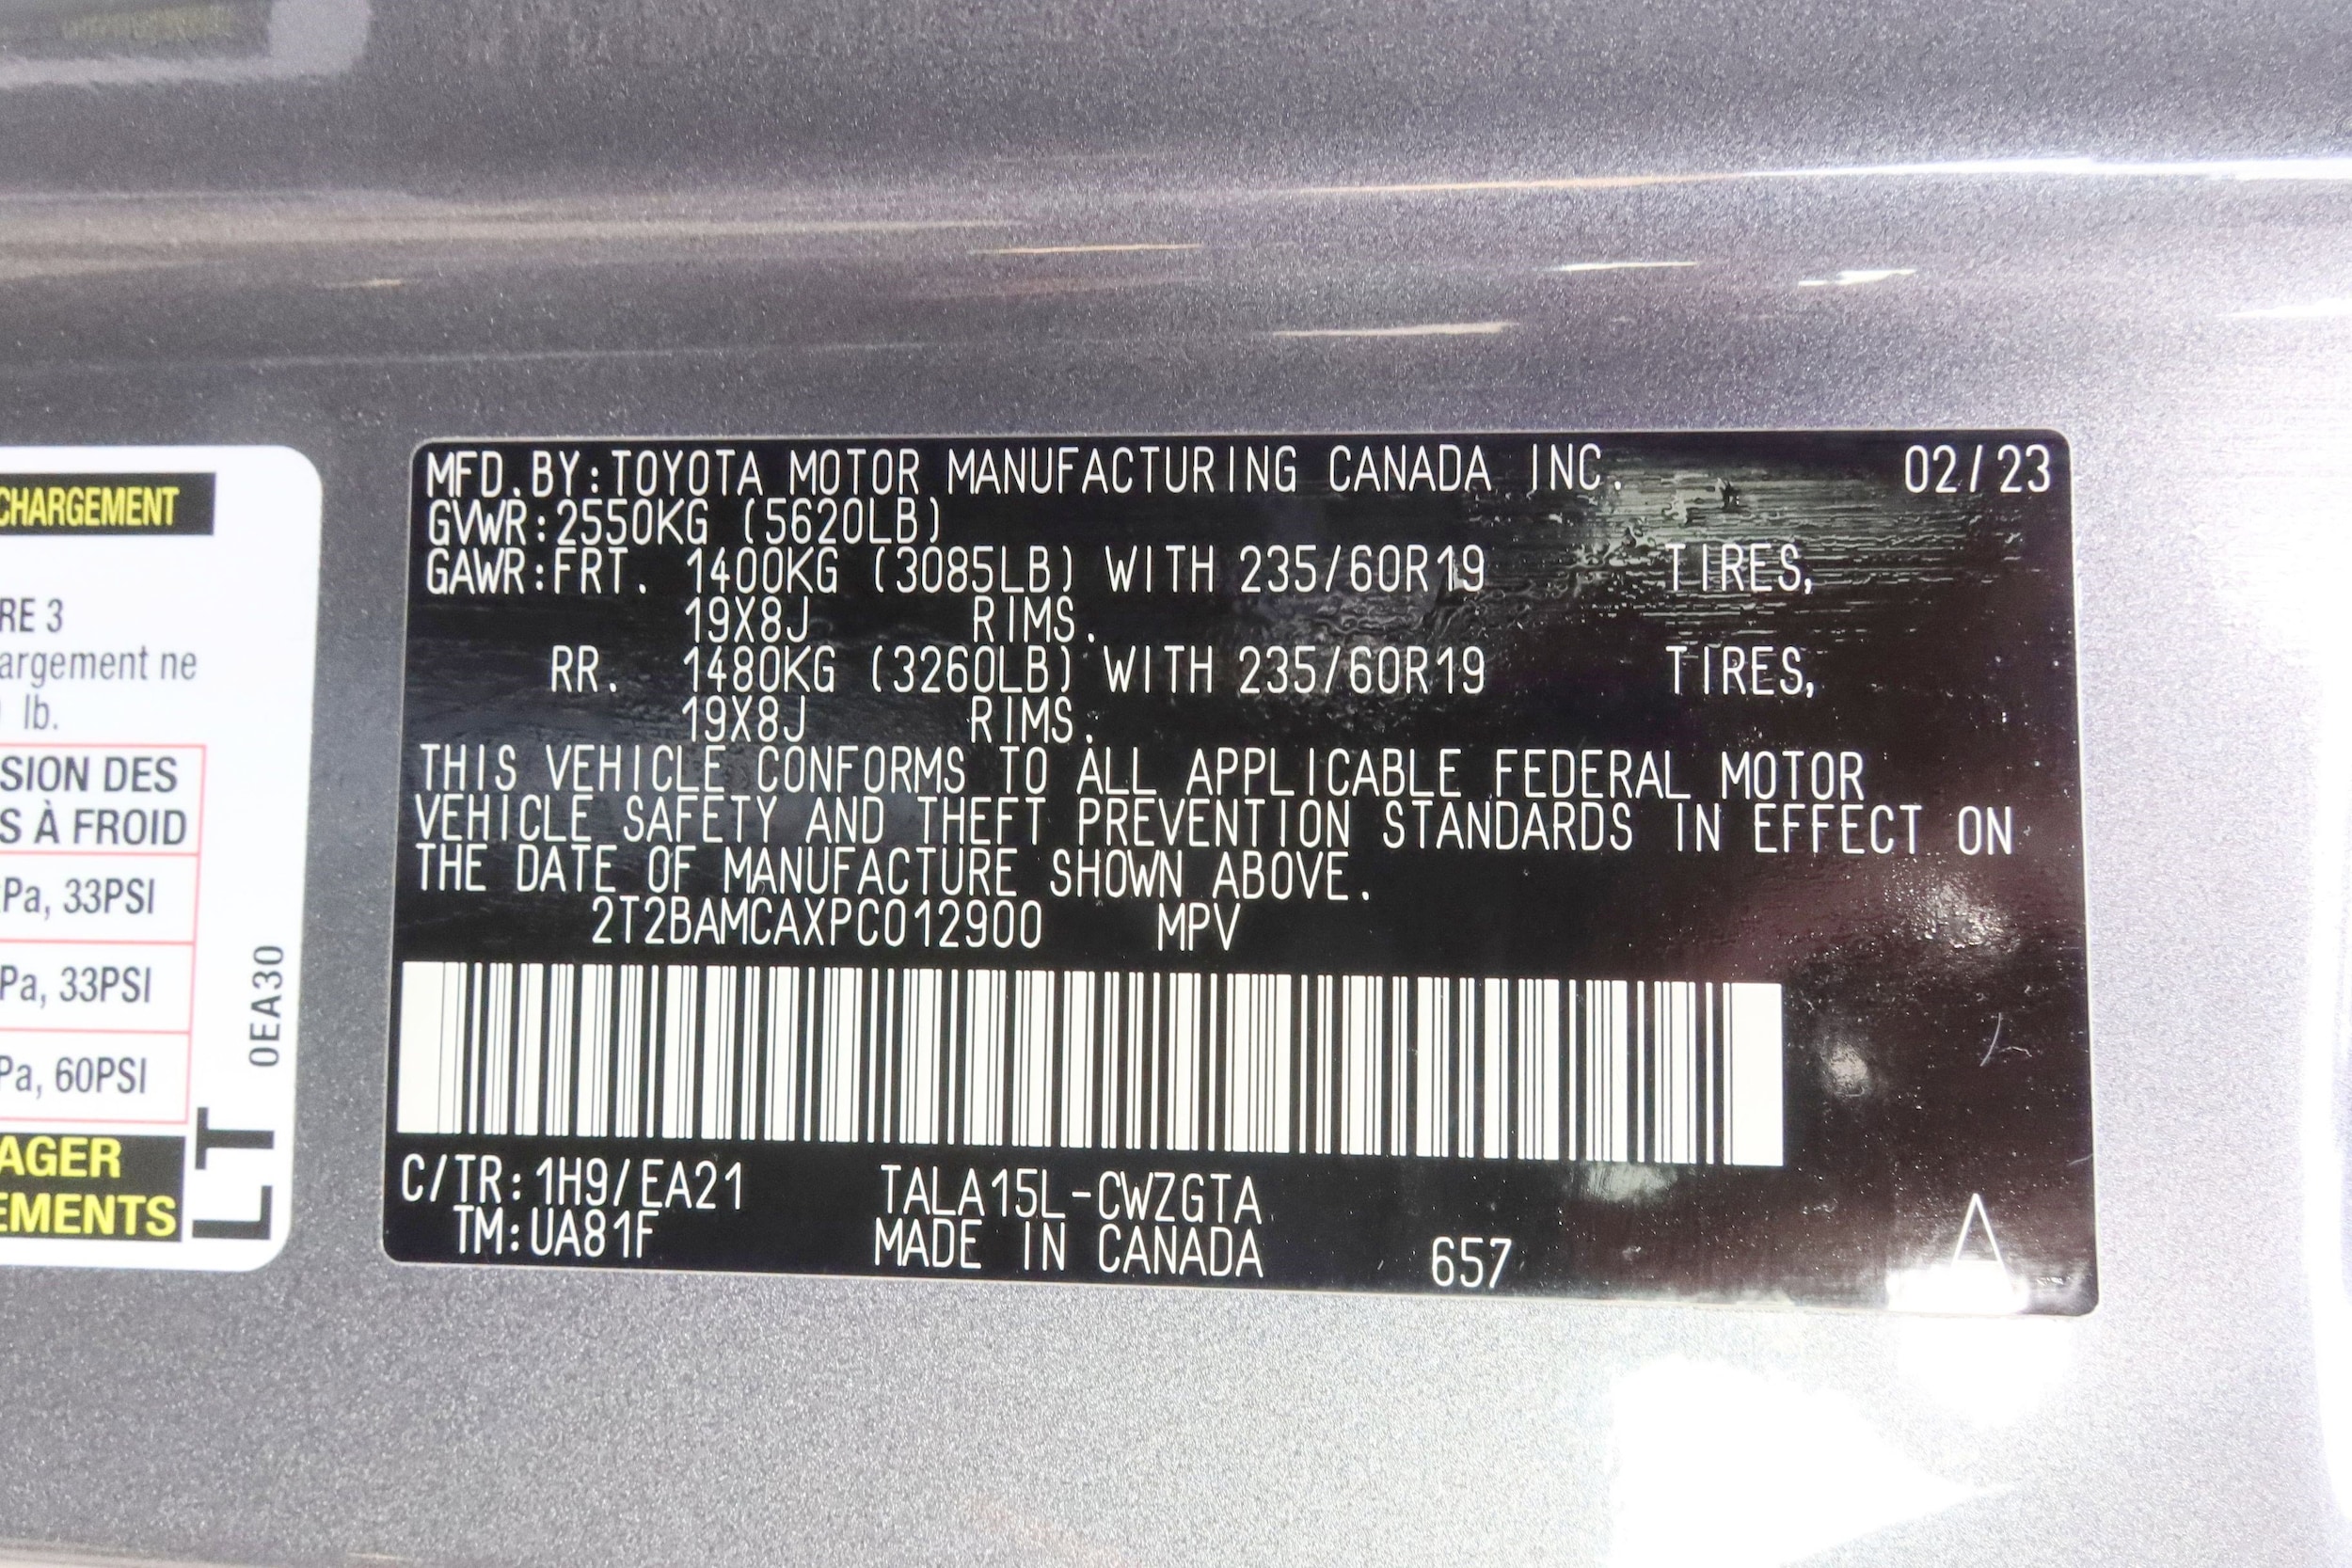 CHARGEMENT
RE 3
argement ne
lb.
SION DES
S À FROID
Pa, 33PSI
Pa, 33PSI
Pa, 60PSI
AGER
EMENTS
LT
0EA30
MFD.BY:TOYOTA MOTOR MANUFACTURING CANADA INC. 02/23
GVWR:2550KG (5620LB)
GAWR:FRT. 1400KG (3085LB) WITH 235/60R19 TIRES,
19X8J RIMS.
RR. 1480KG (3260LB) WITH 235/60R19 TIRES,
19X8J RIMS.
THIS VEHICLE CONFORMS TO ALL APPLICABLE FEDERAL MOTOR
VEHICLE SAFETY AND THEFT PREVENTION STANDARDS IN EFFECT ON
THE DATE OF MANUFACTURE SHOWN ABOVE.
2T2BAMCAXPC012900 MPV
C/TR:1H9/EA21 TALA15L-CWZGTA
TM:UA81F MADE IN CANADA 657